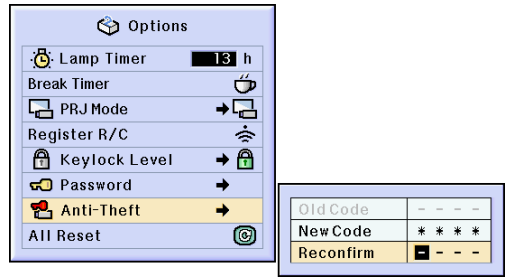 Options
Lamp Timer 13 h
Break Timer
PRJ Mode
Register R/C
Keylock Level
Password
Anti-Theft
All Reset
Old Code - - - -
New Code * * * *
Reconfirm - - - -